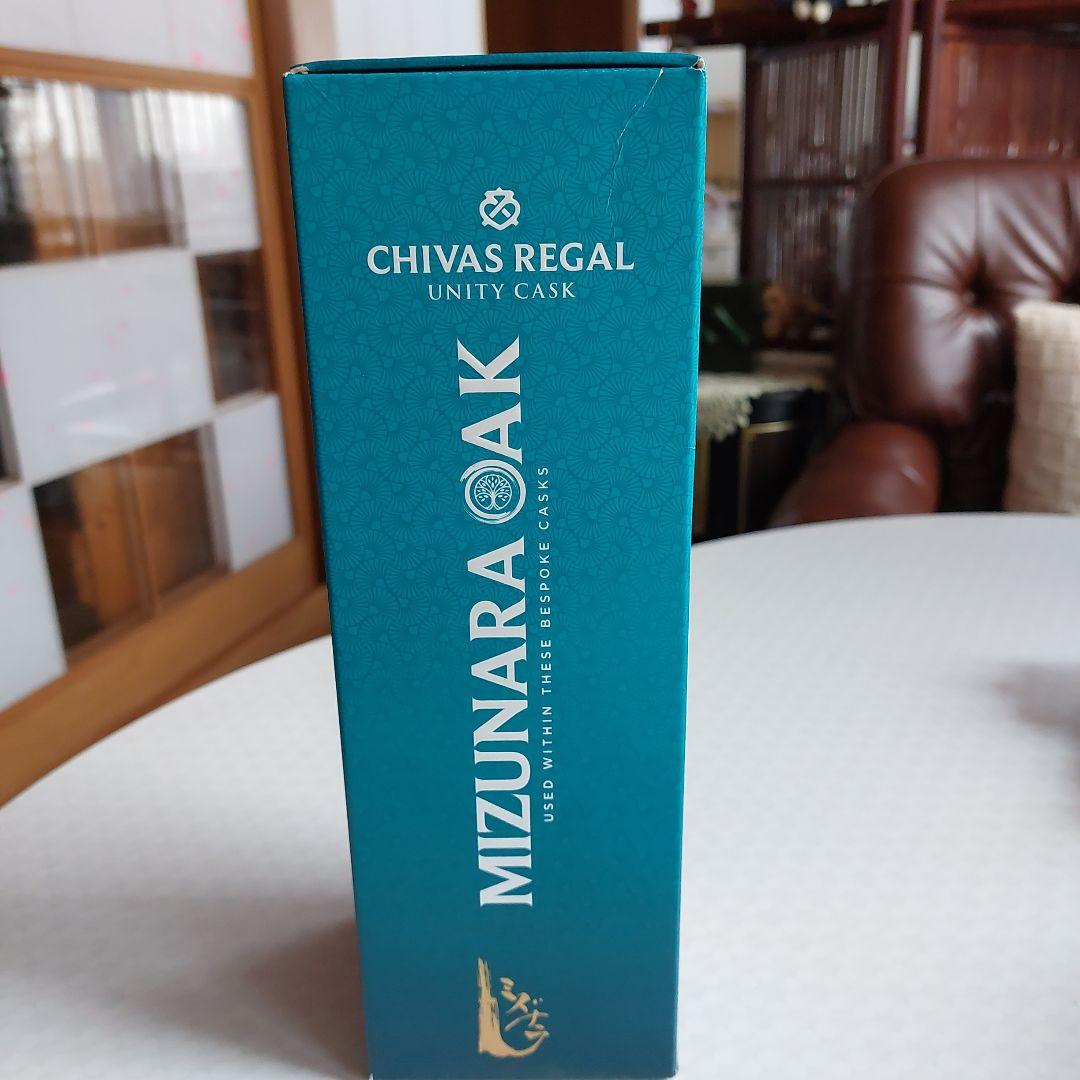 CHIVAS REGAL
UNITY CASK
MIZUNARA OAK
USED WITHIN THESE BESPOKE CASKS
ミズナラ